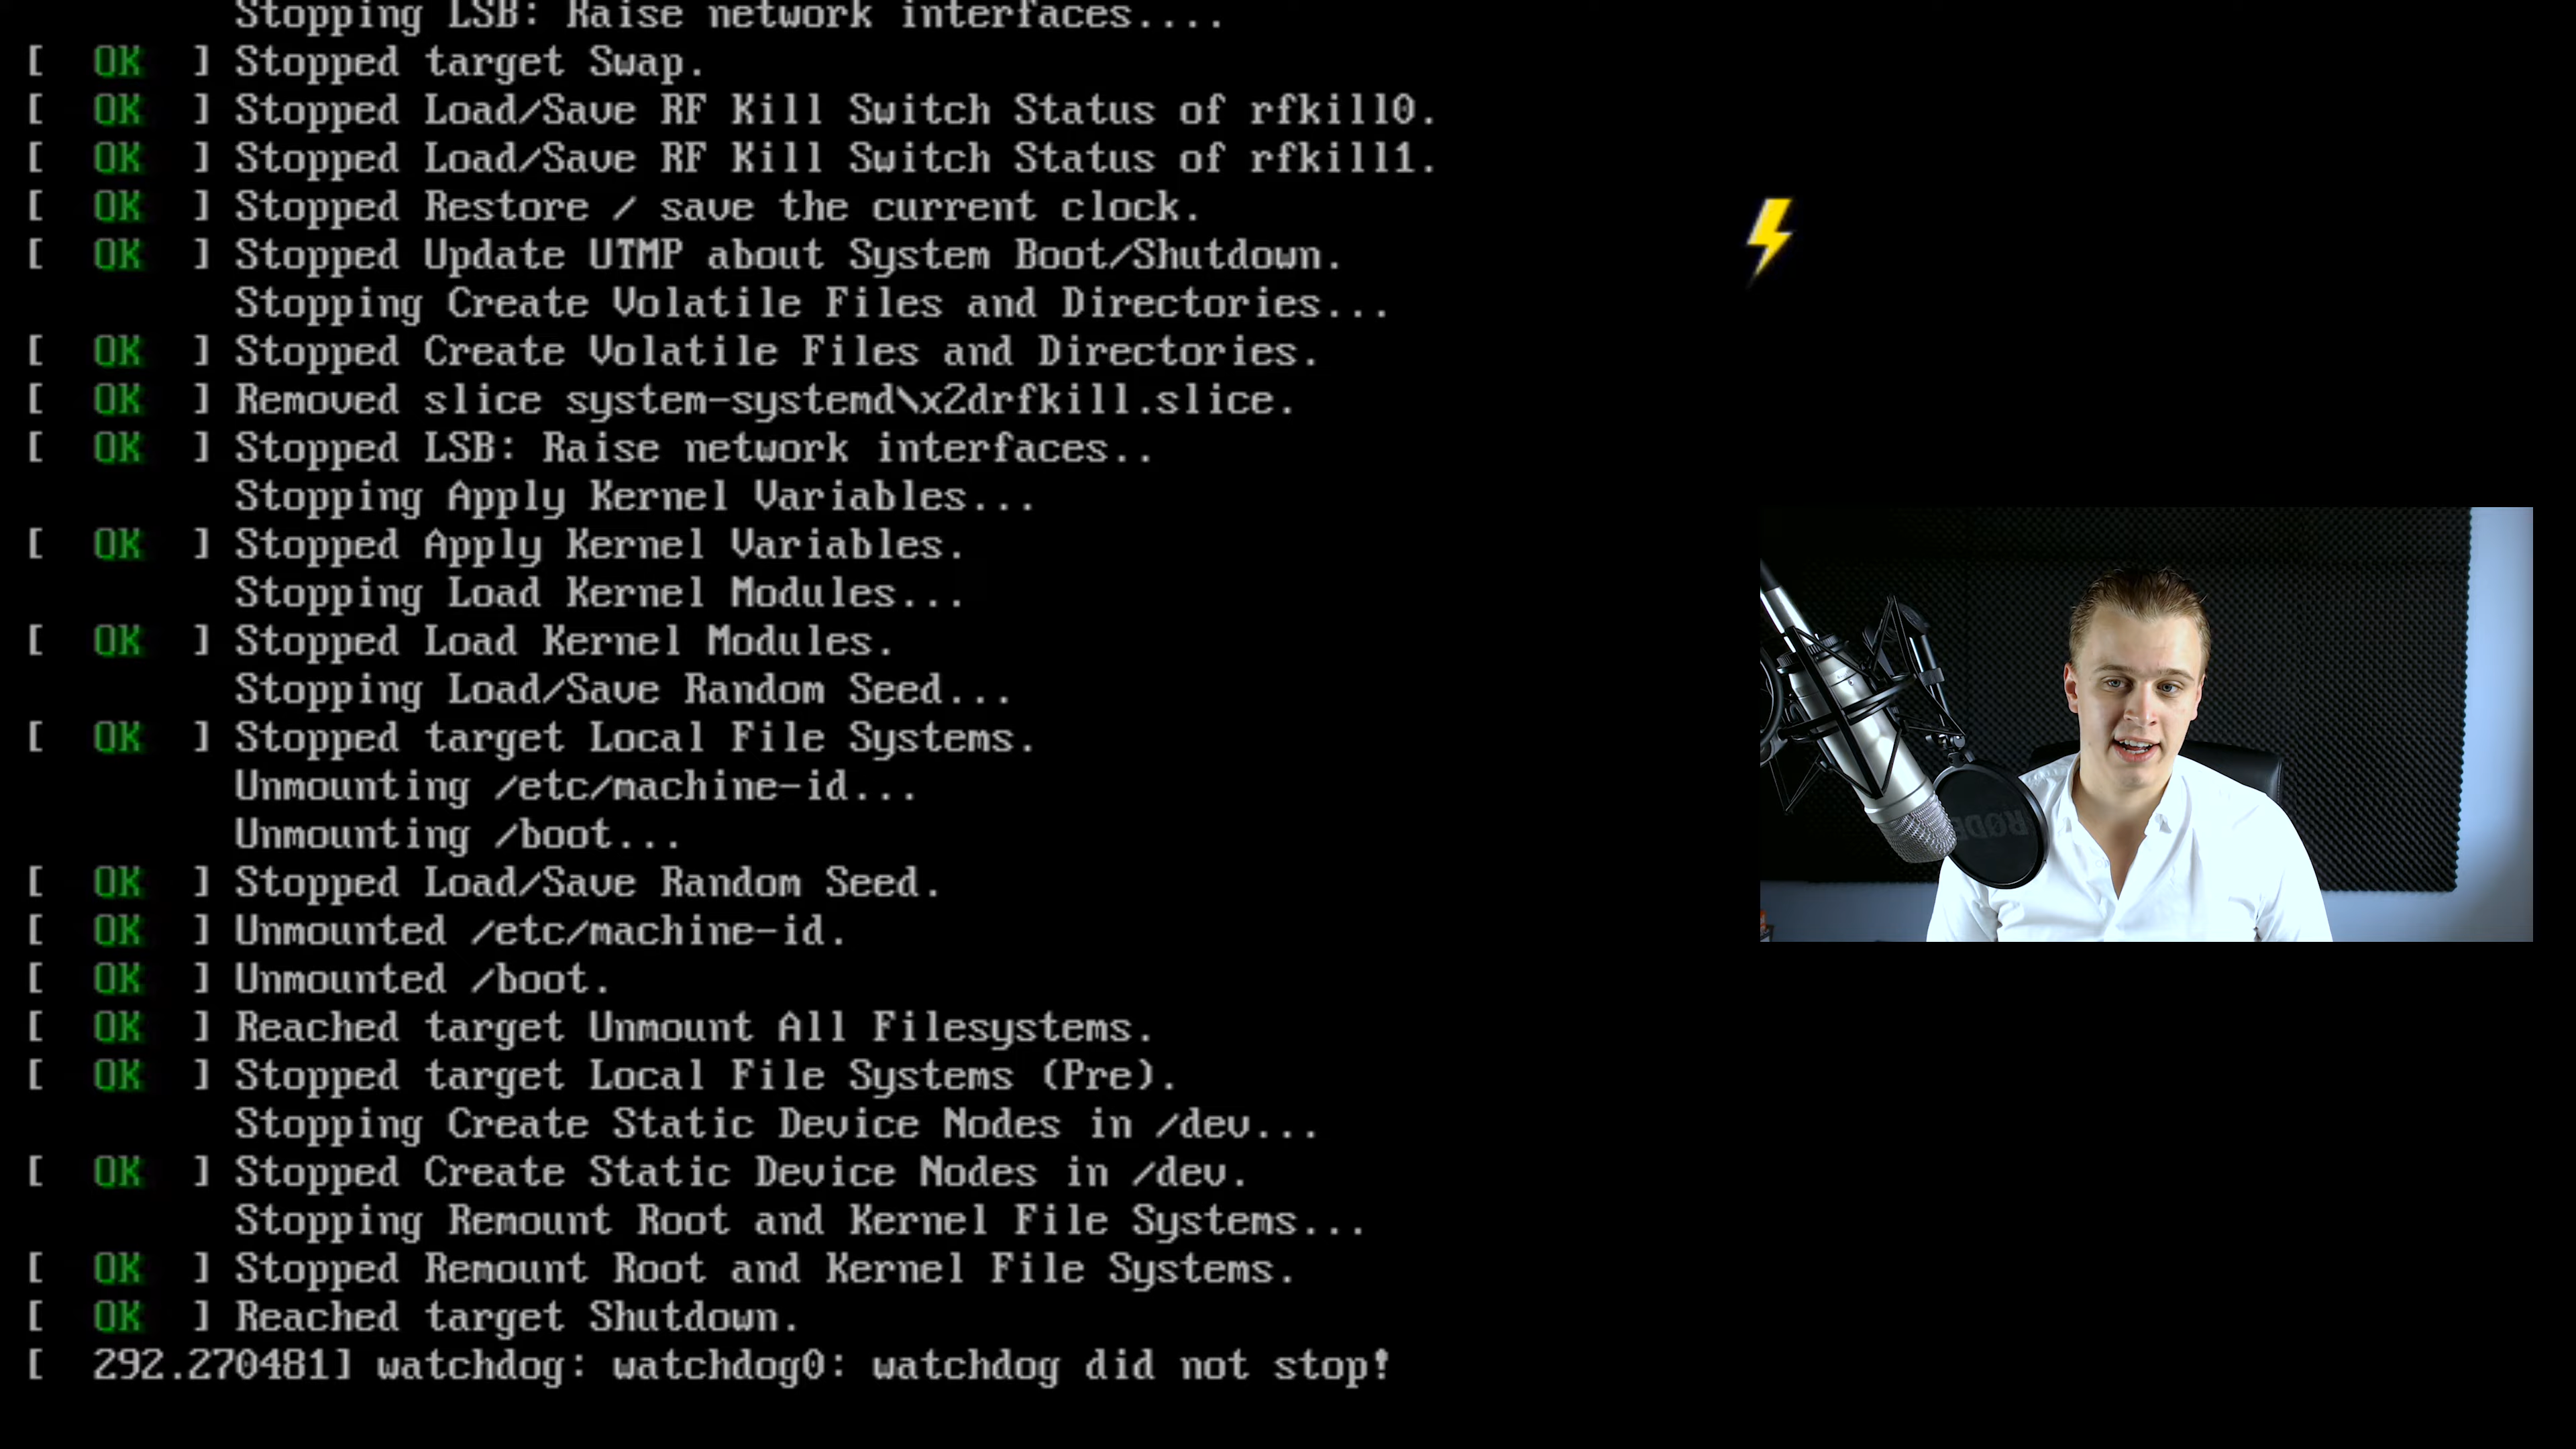 Stopping LSB: Raise network interfaces....
[ OK ] Stopped target Swap.
[ OK ] Stopped Load/Save RF Kill Switch Status of rfkill0.
[ OK ] Stopped Load/Save RF Kill Switch Status of rfkill1.
[ OK ] Stopped Restore / save the current clock.
[ OK ] Stopped Update UTMP about System Boot/Shutdown.
Stopping Create Volatile Files and Directories...
[ OK ] Stopped Create Volatile Files and Directories.
[ OK ] Removed slice system-systemd\x2drfkill.slice.
[ OK ] Stopped LSB: Raise network interfaces..
Stopping Apply Kernel Variables...
[ OK ] Stopped Apply Kernel Variables.
Stopping Load Kernel Modules...
[ OK ] Stopped Load Kernel Modules.
Stopping Load/Save Random Seed...
[ OK ] Stopped target Local File Systems.
Unmounting /etc/machine-id...
Unmounting /boot...
[ OK ] Stopped Load/Save Random Seed.
[ OK ] Unmounted /etc/machine-id.
[ OK ] Unmounted /boot.
[ OK ] Reached target Unmount All Filesystems.
[ OK ] Stopped target Local File Systems (Pre).
Stopping Create Static Device Nodes in /dev...
[ OK ] Stopped Create Static Device Nodes in /dev.
Stopping Remount Root and Kernel File Systems...
[ OK ] Stopped Remount Root and Kernel File Systems.
[ OK ] Reached target Shutdown.
[ 292.270481] watchdog: watchdog0: watchdog did not stop!
RODE